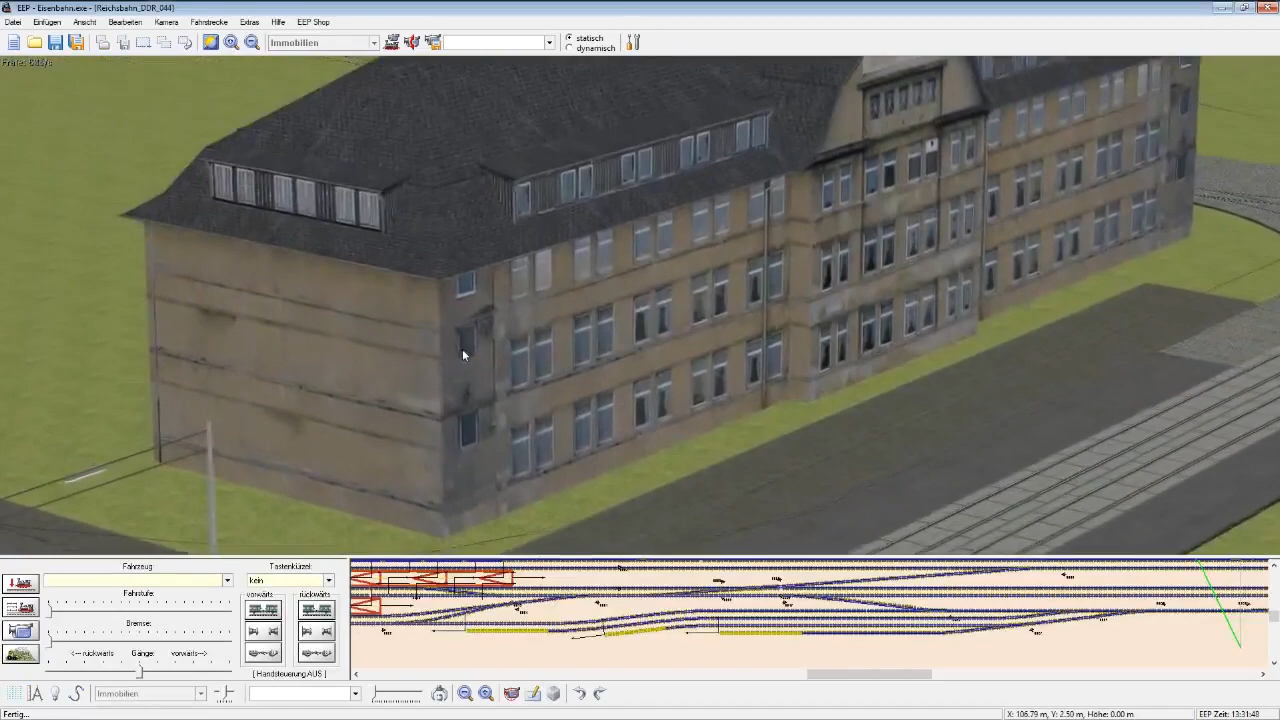 EEP - Eisenbahn.exe - [Reichsbahn_DDR_044]
Datei Einfügen Ansicht Bearbeiten Kamera Fahrstrecke Extras Hilfe EEP Shop
Immobilien
statisch
dynamisch
Fahrzeug:
Tastenkürzel:
kein
Fahrstufe:
vorwärts
rückwärts
Bremse:
<--- rückwärts Gänge: vorwärts-->
[ Handsteuerung AUS ]
Immobilien
Fertig...
X: 106.79 m, Y: 2.50 m, Höhe: 0.00 m
EEP Zeit: 13:31:48